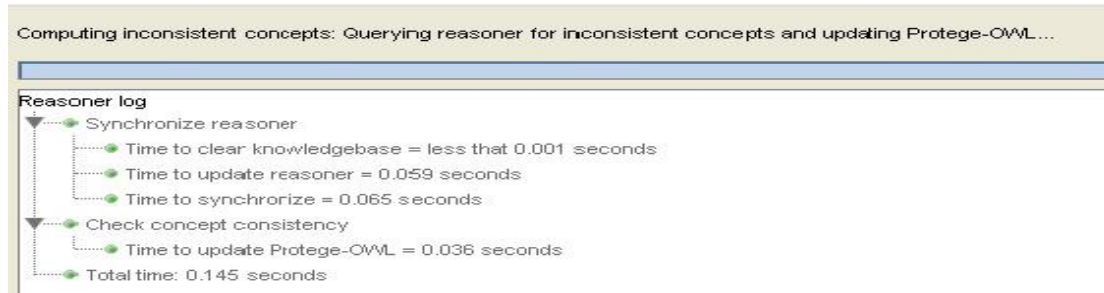 Computing inconsistent concepts: Querying reasoner for inconsistent concepts and updating Protege-OWL...
Reasoner log
Synchronize reasoner
Time to clear knowledgebase = less that 0.001 seconds
Time to update reasoner = 0.059 seconds
Time to synchronize = 0.065 seconds
Check concept consistency
Time to update Protege-OWL = 0.036 seconds
Total time: 0.145 seconds